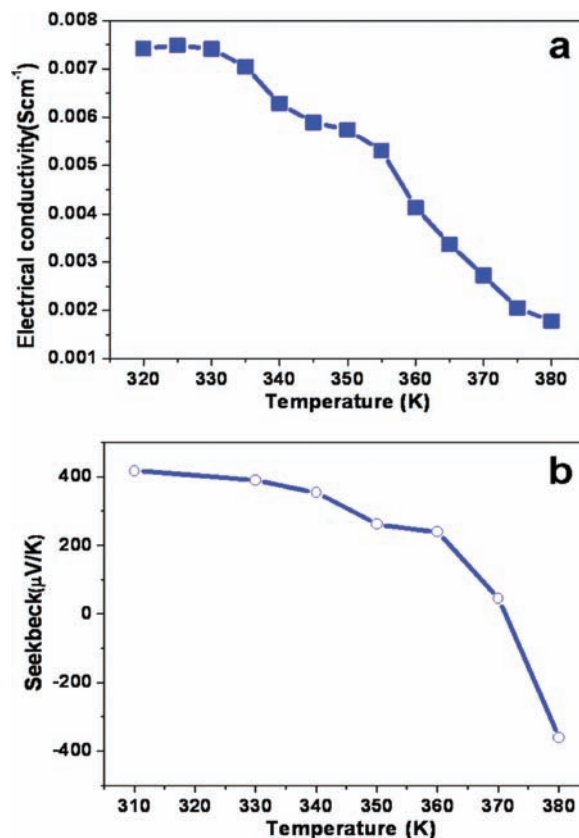 a
Electrical conductivity(Scm⁻¹)
0.008
0.007
0.006
0.005
0.004
0.003
0.002
0.001
320 330 340 350 360 370 380
Temperature (K)
b
Seekbeck(μV/K)
400
200
0
-200
-400
310 320 330 340 350 360 370 380
Temperature (K)